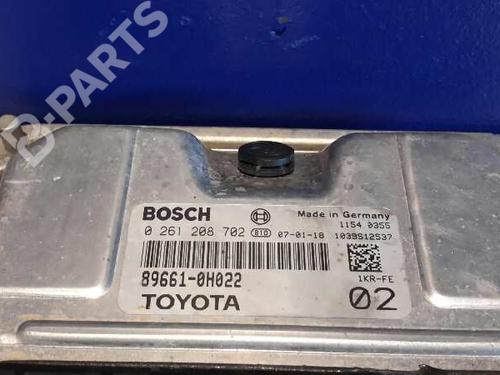 B-PARTS
BOSCH
Made in Germany
1154 0355
0 261 208 702 B10 07-01-18 1039S12537
89661-0H022
1KR-FE
TOYOTA
02